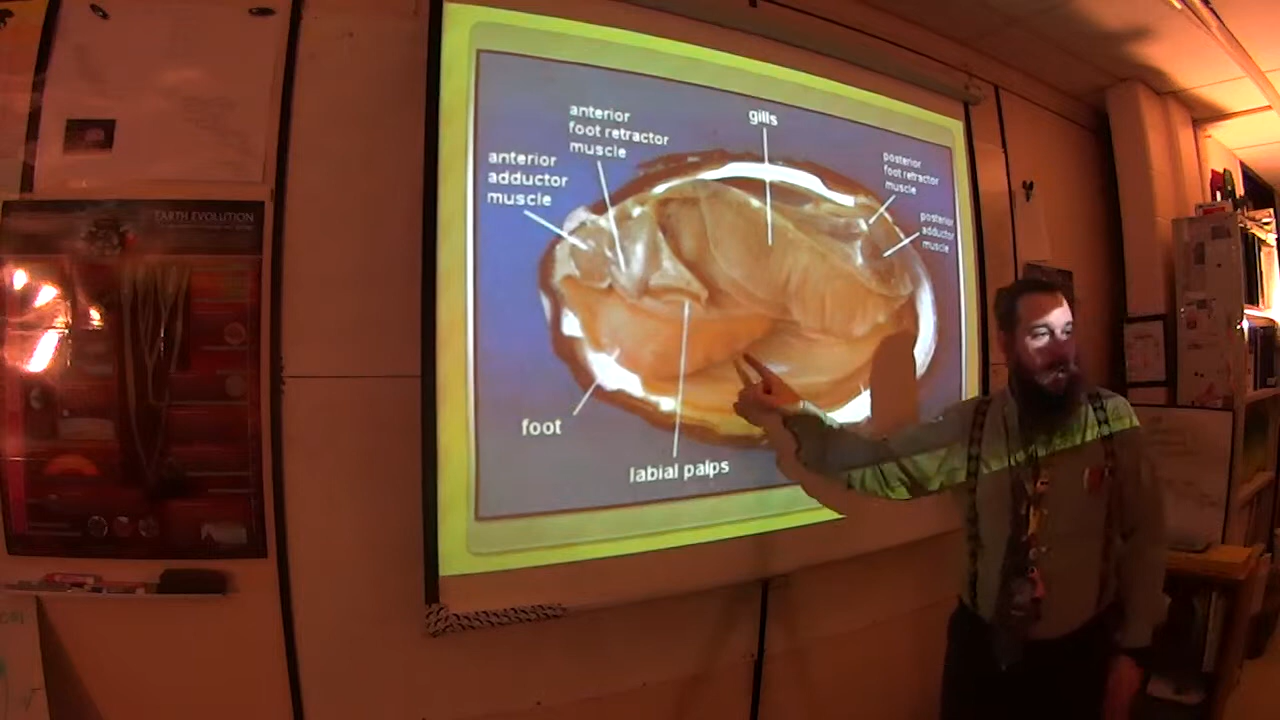 EARTH EVOLUTION
anterior
foot retractor
muscle
anterior
adductor
muscle
gills
posterior
foot retractor
muscle
posterior
adductor
muscle
foot
labial palps